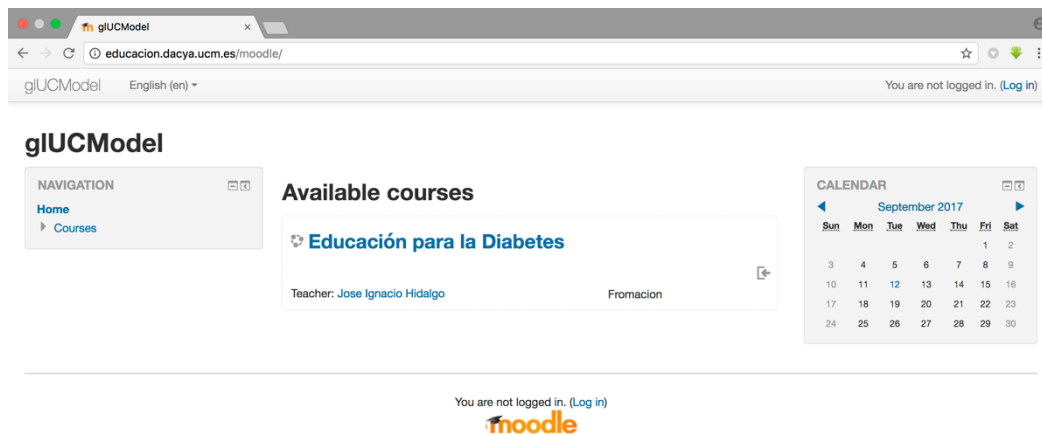 glUCModel
educacion.dacya.ucm.es/moodle/
glUCModel English (en) You are not logged in. (Log in)
glUCModel
NAVIGATION
Home
Courses
Available courses
Educación para la Diabetes
Teacher: Jose Ignacio Hidalgo Fromacion
CALENDAR
September 2017
Sun Mon Tue Wed Thu Fri Sat
1 2
3 4 5 6 7 8 9
10 11 12 13 14 15 16
17 18 19 20 21 22 23
24 25 26 27 28 29 30
You are not logged in. (Log in)
moodle